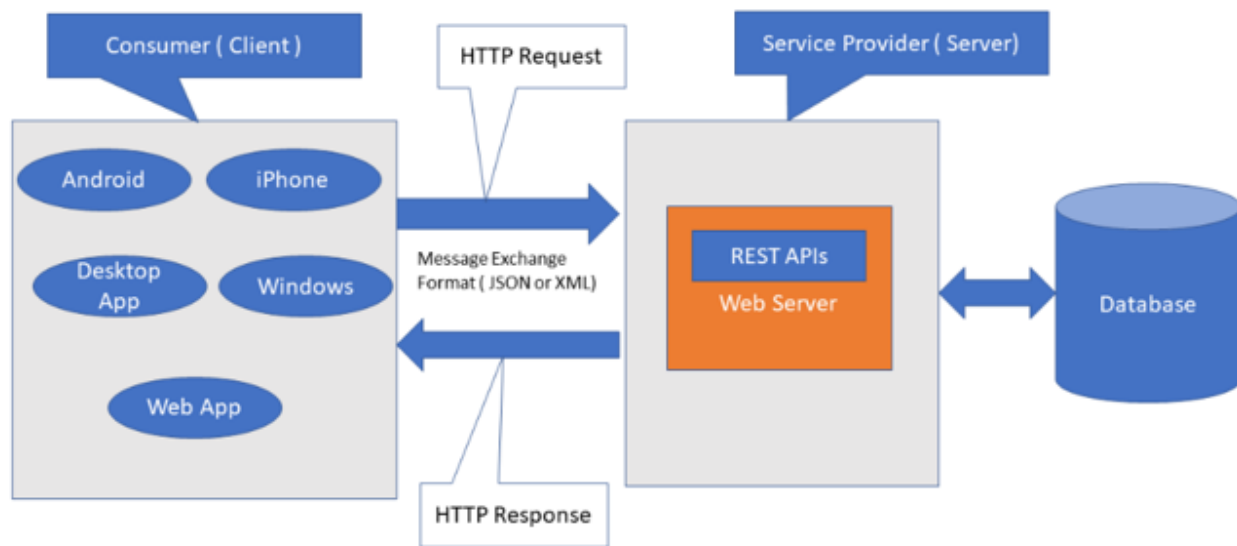 Consumer ( Client )
HTTP Request
Service Provider ( Server)
Android
iPhone
Desktop
App
Windows
Web App
Message Exchange
Format ( JSON or XML)
HTTP Response
REST APIs
Web Server
Database